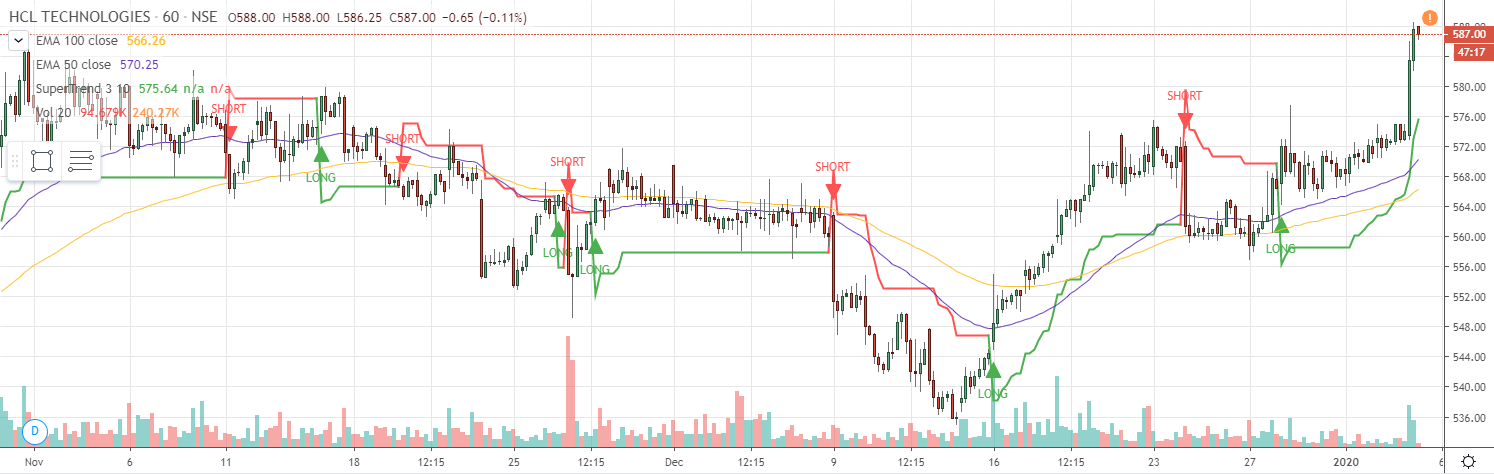 HCL TECHNOLOGIES · 60 · NSE O588.00 H588.00 L586.25 C587.00 −0.65 (−0.11%)
EMA 100 close 566.26
EMA 50 close 570.25
SuperTrend 3 10 575.64 n/a n/a
Vol 20 94.679K 240.27K
!
588.00
587.00
47:17
580.00
576.00
572.00
568.00
564.00
560.00
556.00
552.00
548.00
544.00
540.00
536.00
SHORT
LONG
SHORT
LONG
SHORT
LONG
SHORT
LONG
SHORT
LONG
D
Nov 6 11 18 12:15 25 12:15 Dec 12:15 9 12:15 16 12:15 23 27 2020 6